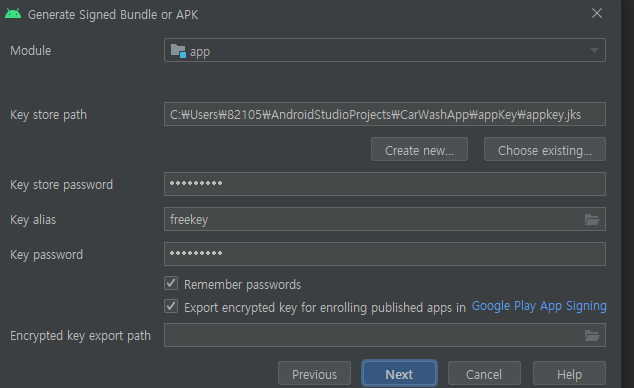 Generate Signed Bundle or APK
Module
app
Key store path
C:₩Users₩82105₩AndroidStudioProjects₩CarWashApp₩appKey₩appkey.jks
Create new...
Choose existing...
Key store password
•••••••••
Key alias
freekey
Key password
•••••••••
Remember passwords
Export encrypted key for enrolling published apps in Google Play App Signing
Encrypted key export path
Previous
Next
Cancel
Help